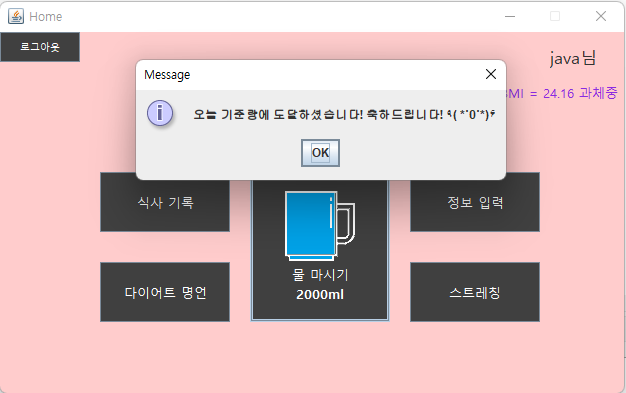 Home
로그아웃
java님
Message
오늘 기준량에 도달하셨습니다! 축하드립니다! ٩(*˙0˙*)۶
BMI = 24.16 과체중
OK
식사 기록
정보 입력
물 마시기
2000ml
다이어트 명언
스트레칭